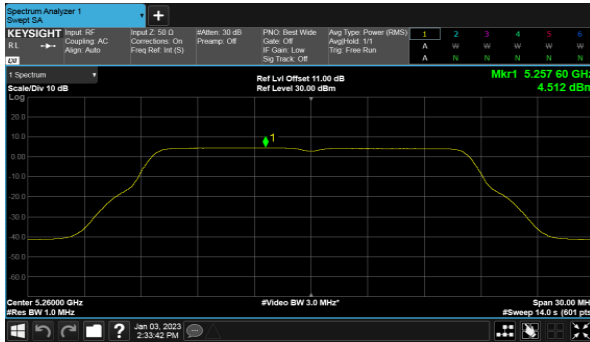 Spectrum Analyzer 1
Swept SA
+
KEYSIGHT Input: RF Input Z: 50 Ω #Atten: 30 dB PNO: Best Wide Avg Type: Power (RMS) 1 2 3 4 5 6
RL Coupling: AC Corrections: On Preamp: Off Gate: Off Avg|Hold: 1/1 A W W W W W
Align: Auto Freq Ref: Int (S) IF Gain: Low Trig: Free Run
LXI Sig Track: Off A N N N N N
1 Spectrum Ref Lvl Offset 11.00 dB Mkr1 5.257 60 GHz
Scale/Div 10 dB Ref Level 30.00 dBm 4.512 dBm
Log
20.0
10.0
1
0.00
-10.0
-20.0
-30.0
-40.0
-50.0
-60.0
Center 5.26000 GHz #Video BW 3.0 MHz* Span 30.00 MHz
#Res BW 1.0 MHz #Sweep 14.0 s (601 pts)
? Jan 03, 2023
2:33:42 PM